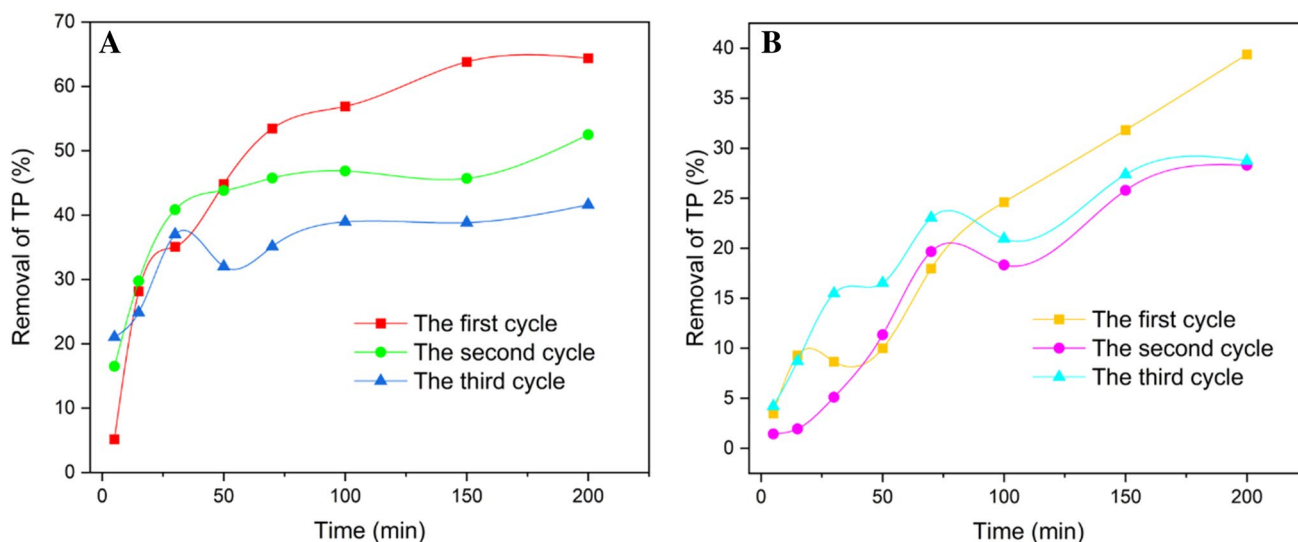 A
Removal of TP (%)
70
60
50
40
30
20
10
0
The first cycle
The second cycle
The third cycle
0
50
100
150
200
Time (min)
B
Removal of TP (%)
40
35
30
25
20
15
10
5
0
The first cycle
The second cycle
The third cycle
0
50
100
150
200
Time (min)